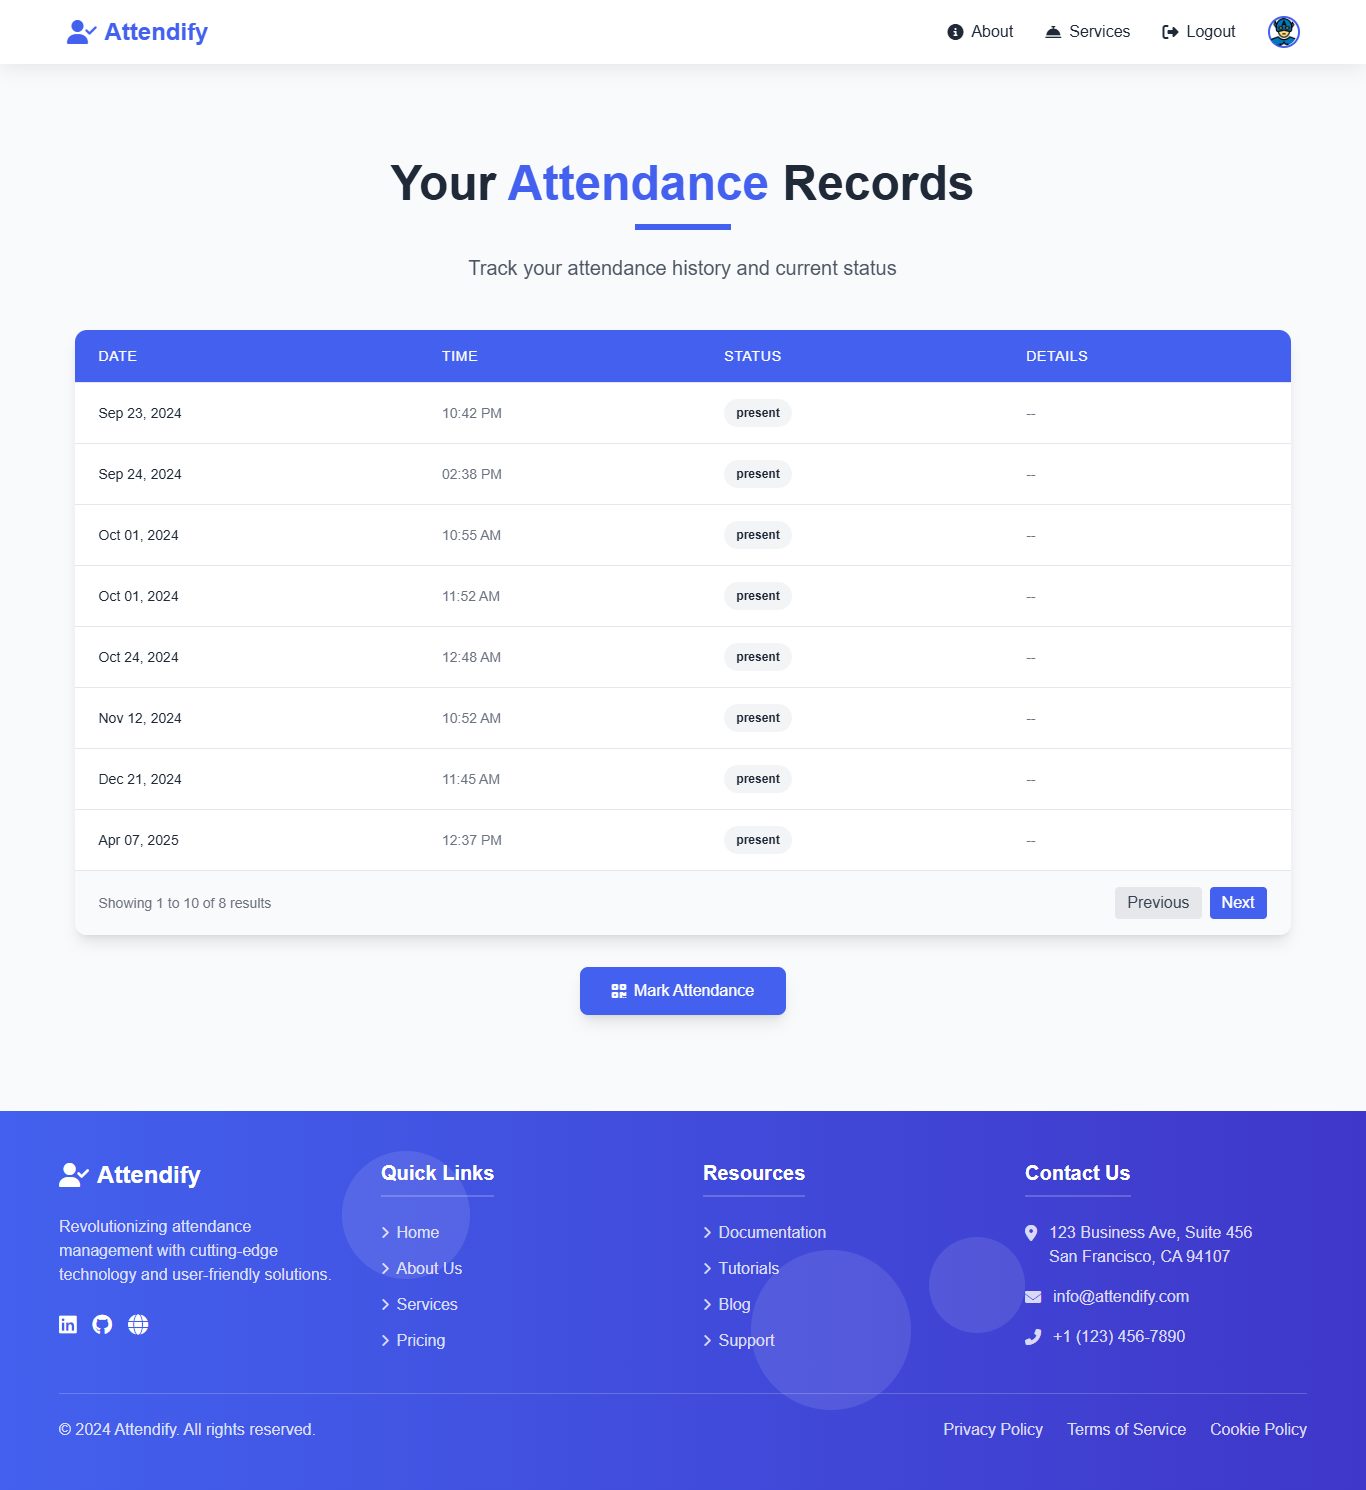 Attendify
About
Services
Logout
Your Attendance Records
Track your attendance history and current status
DATE TIME STATUS DETAILS
Sep 23, 2024 10:42 PM present --
Sep 24, 2024 02:38 PM present --
Oct 01, 2024 10:55 AM present --
Oct 01, 2024 11:52 AM present --
Oct 24, 2024 12:48 AM present --
Nov 12, 2024 10:52 AM present --
Dec 21, 2024 11:45 AM present --
Apr 07, 2025 12:37 PM present --
Showing 1 to 10 of 8 results
Previous
Next
Mark Attendance
Attendify
Revolutionizing attendance
management with cutting-edge
technology and user-friendly solutions.
Quick Links
Home
About Us
Services
Pricing
Resources
Documentation
Tutorials
Blog
Support
Contact Us
123 Business Ave, Suite 456
San Francisco, CA 94107
info@attendify.com
+1 (123) 456-7890
© 2024 Attendify. All rights reserved.
Privacy Policy
Terms of Service
Cookie Policy